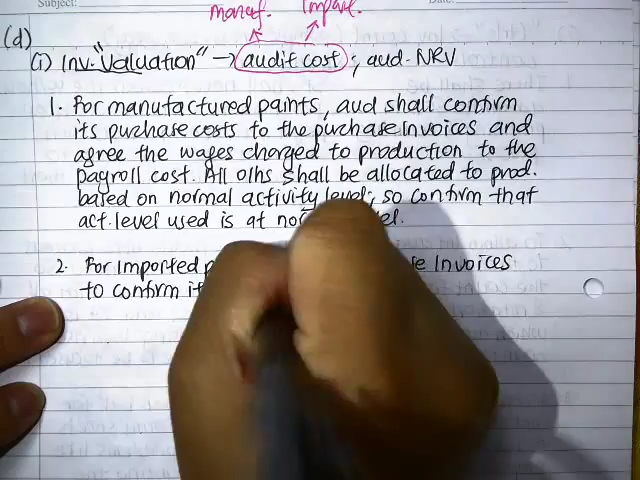 Subject:
Date:
manuf. Import.
(d)
(i) Inv. "Valuation" → audit cost ; aud. NRV
1. For manufactured paints, aud shall confirm
its purchase costs to the purchase invoices and
agree the wages charged to production to the
payroll cost. All o/hs shall be allocated to prod.
based on normal activity level; so confirm that
act. level used is at
2. For imported Invoices
to confirm